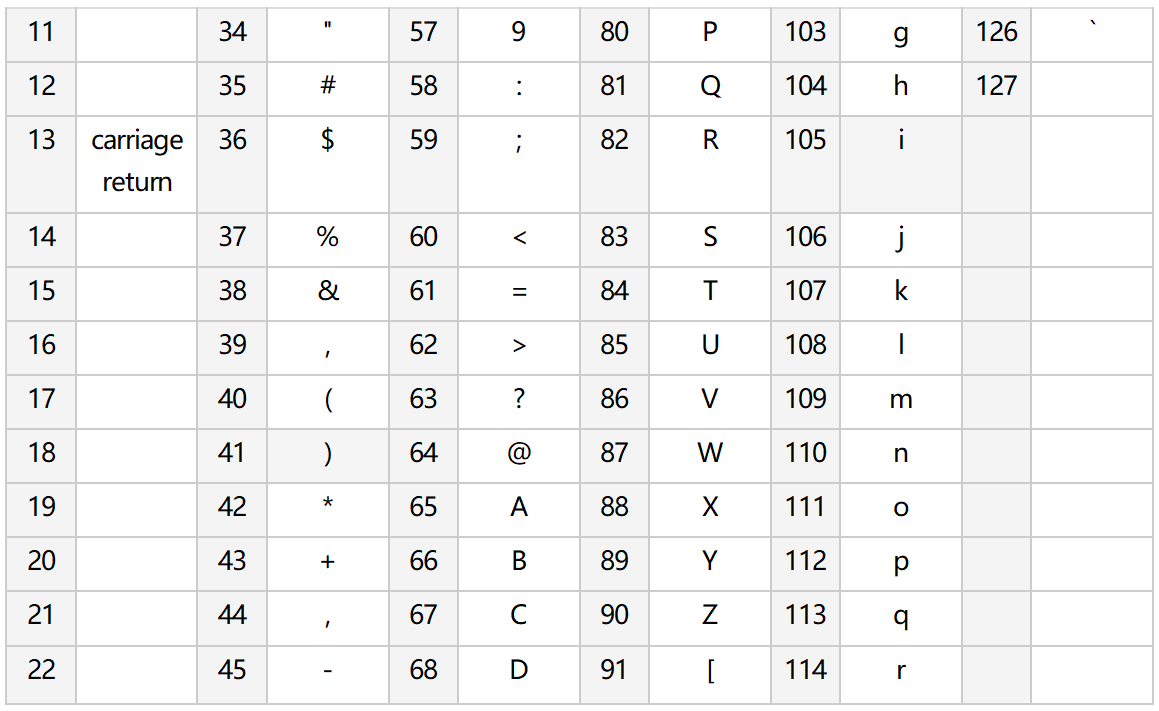 11 34 " 57 9 80 P 103 g 126 `
12 35 # 58 : 81 Q 104 h 127
13 carriage 36 $ 59 ; 82 R 105 i
return
14 37 % 60 < 83 S 106 j
15 38 & 61 = 84 T 107 k
16 39 , 62 > 85 U 108 l
17 40 ( 63 ? 86 V 109 m
18 41 ) 64 @ 87 W 110 n
19 42 * 65 A 88 X 111 o
20 43 + 66 B 89 Y 112 p
21 44 , 67 C 90 Z 113 q
22 45 - 68 D 91 [ 114 r